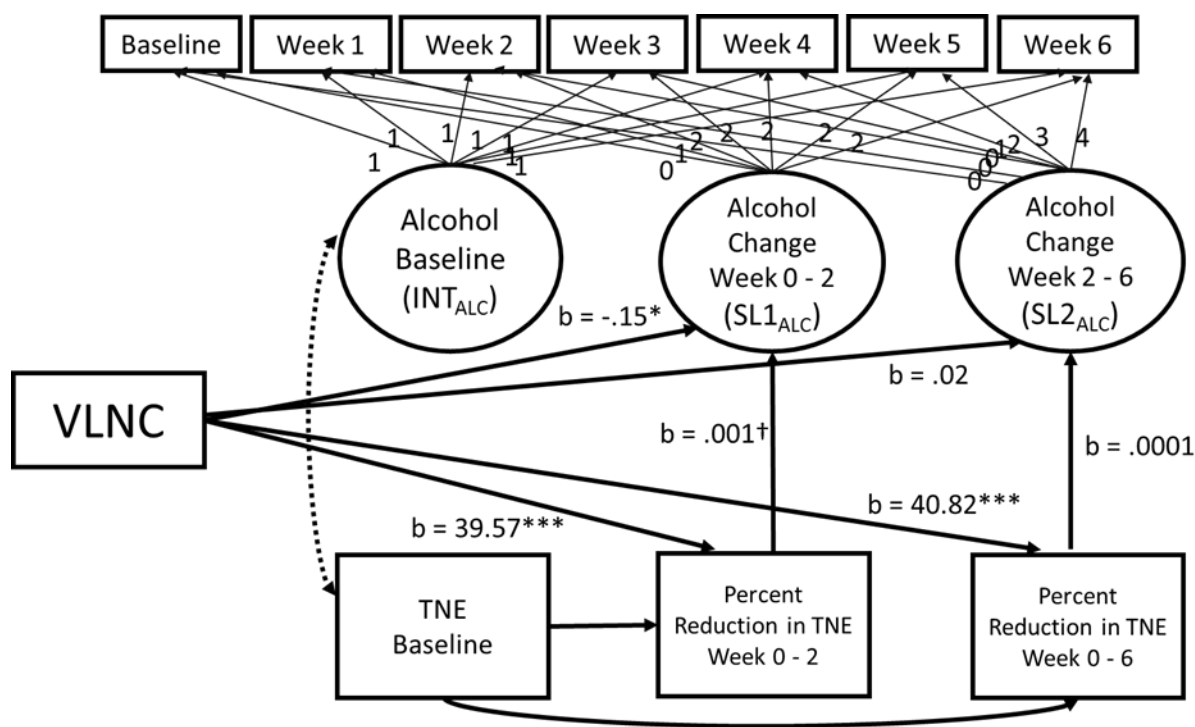 Baseline
Week 1
Week 2
Week 3
Week 4
Week 5
Week 6
1
1
1
1
1
1
1
0
1
2
2
2
2
2
0
0
0
1
2
3
4
Alcohol
Baseline
(INTALC)
Alcohol
Change
Week 0 - 2
(SL1ALC)
Alcohol
Change
Week 2 - 6
(SL2ALC)
b = -.15*
b = .02
VLNC
b = .001†
b = .0001
b = 39.57***
b = 40.82***
TNE
Baseline
Percent
Reduction in TNE
Week 0 - 2
Percent
Reduction in TNE
Week 0 - 6